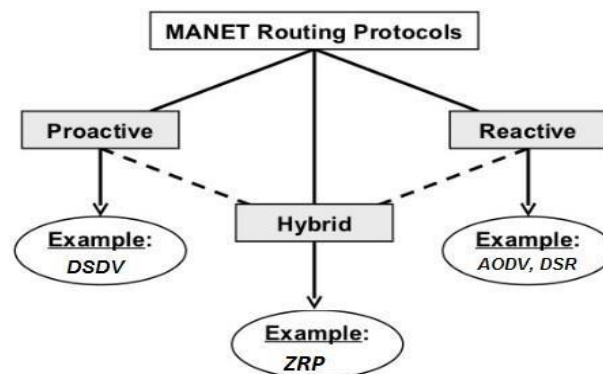 MANET Routing Protocols
Proactive
Reactive
Hybrid
Example:
DSDV
Example:
AODV, DSR
Example:
ZRP